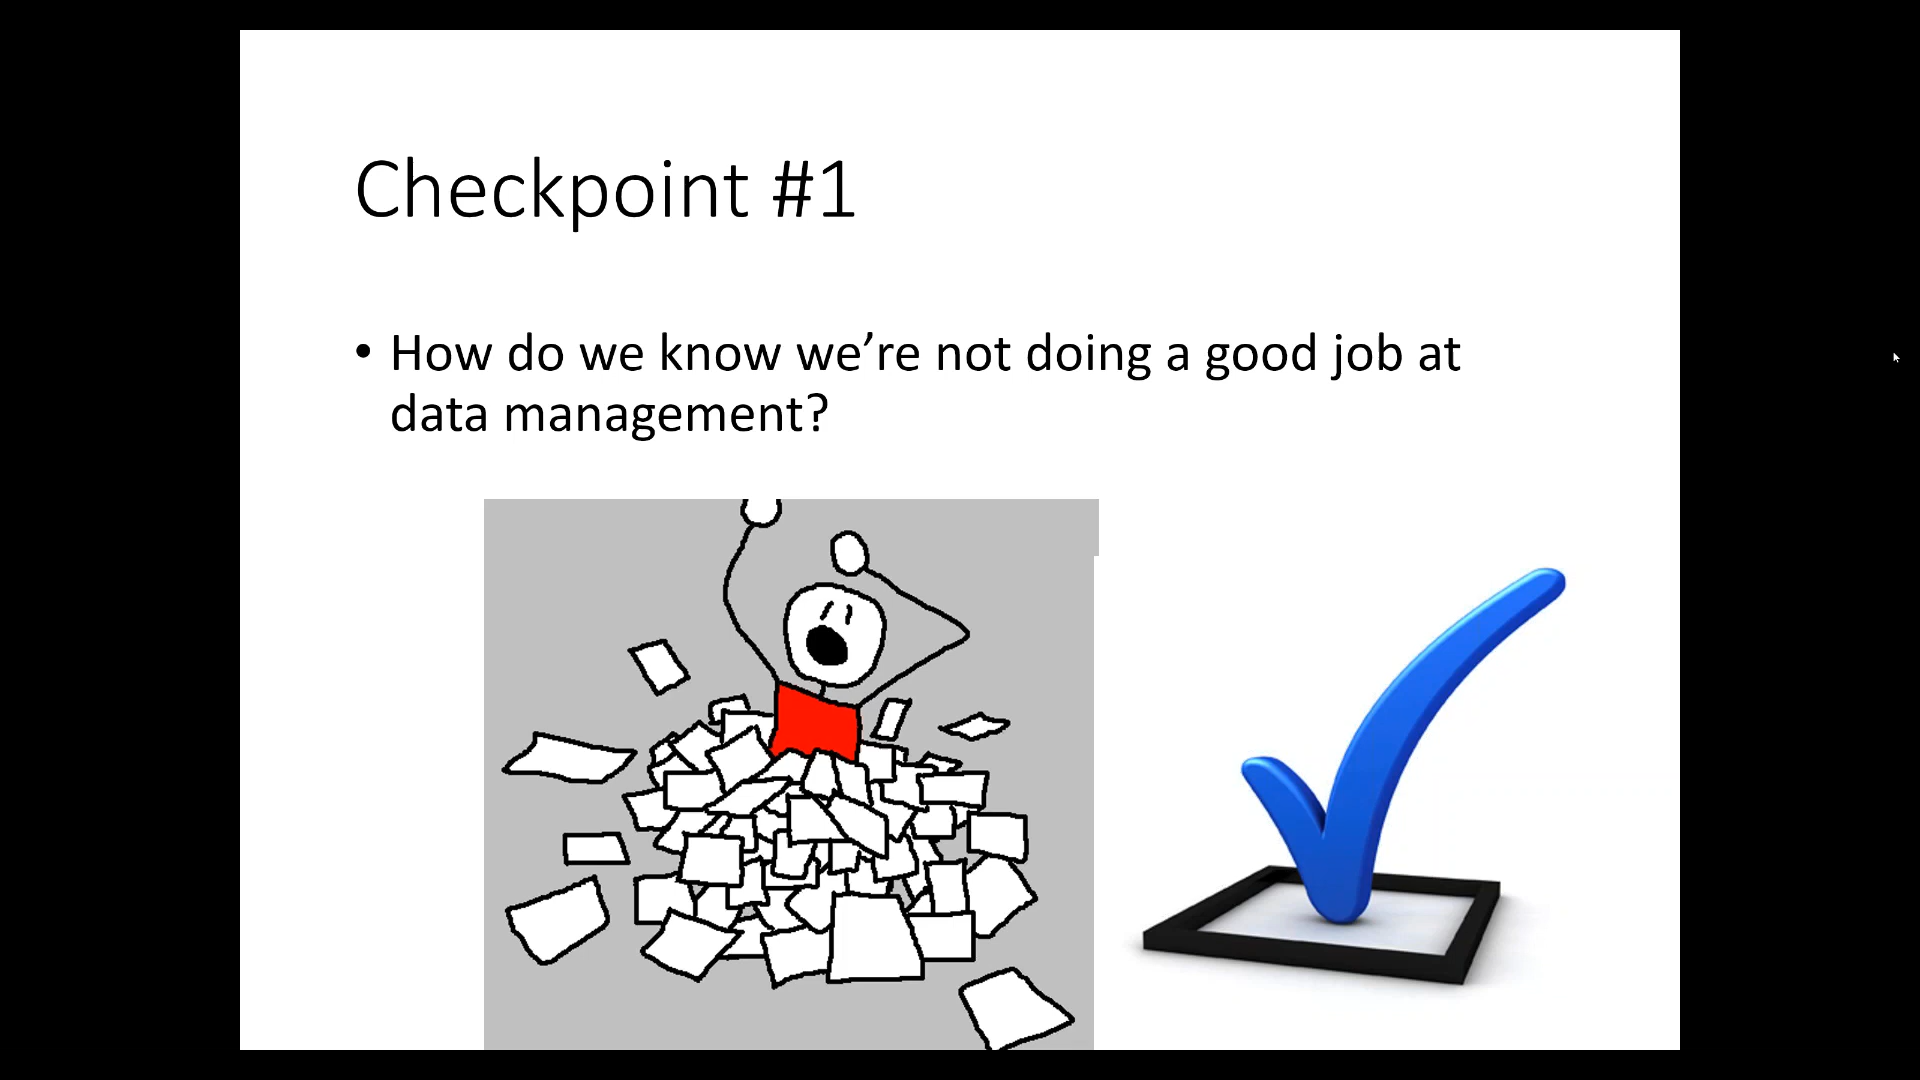 Checkpoint #1
• How do we know we’re not doing a good job at
data management?